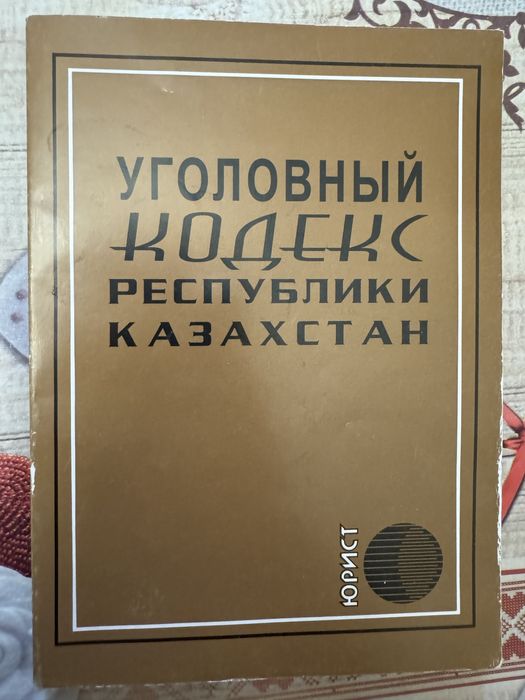 УГОЛОВНЫЙ
КОДЕКС
РЕСПУБЛИКИ
КАЗАХСТАН
ЮРИСТ